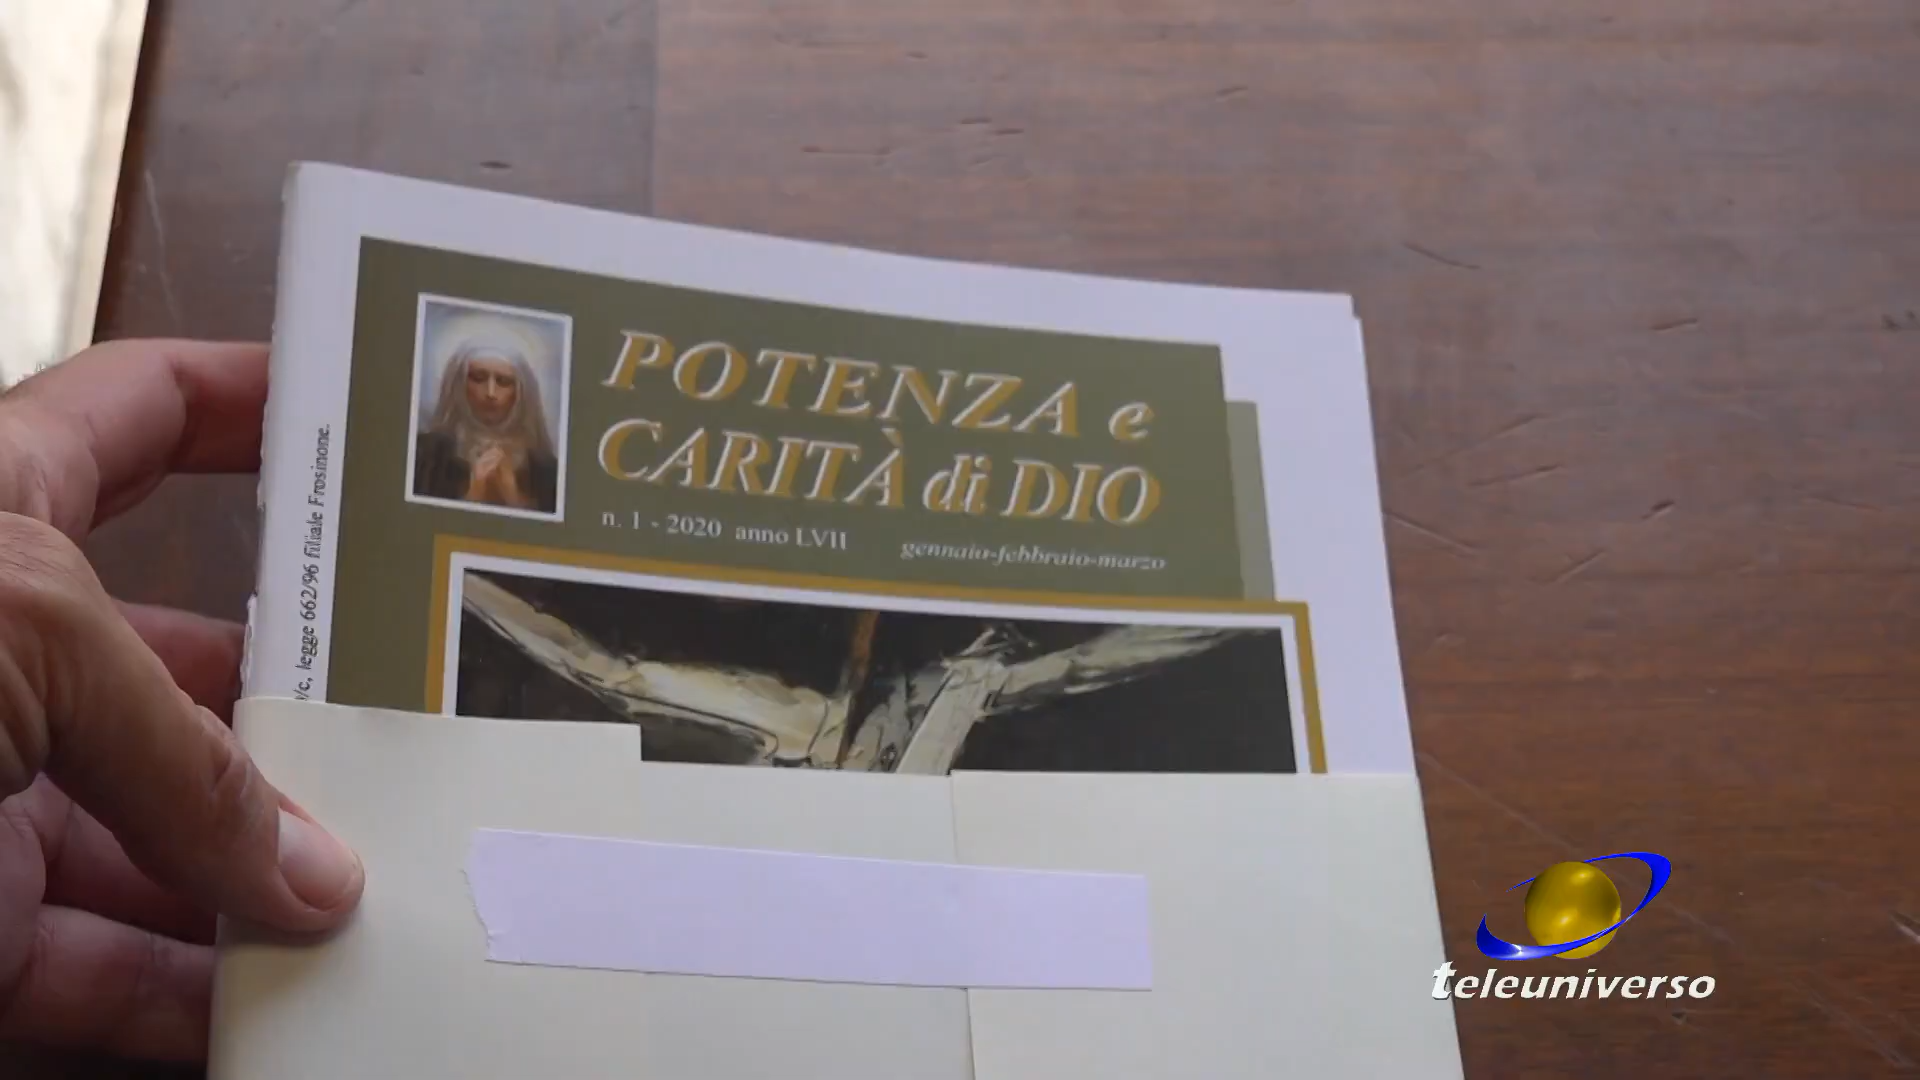 POTENZA e
CARITÀ di DIO
n. 1 - 2020 anno LVII gennaio-febbraio-marzo
legge 662/96 filiale Frosinone.
teleuniverso